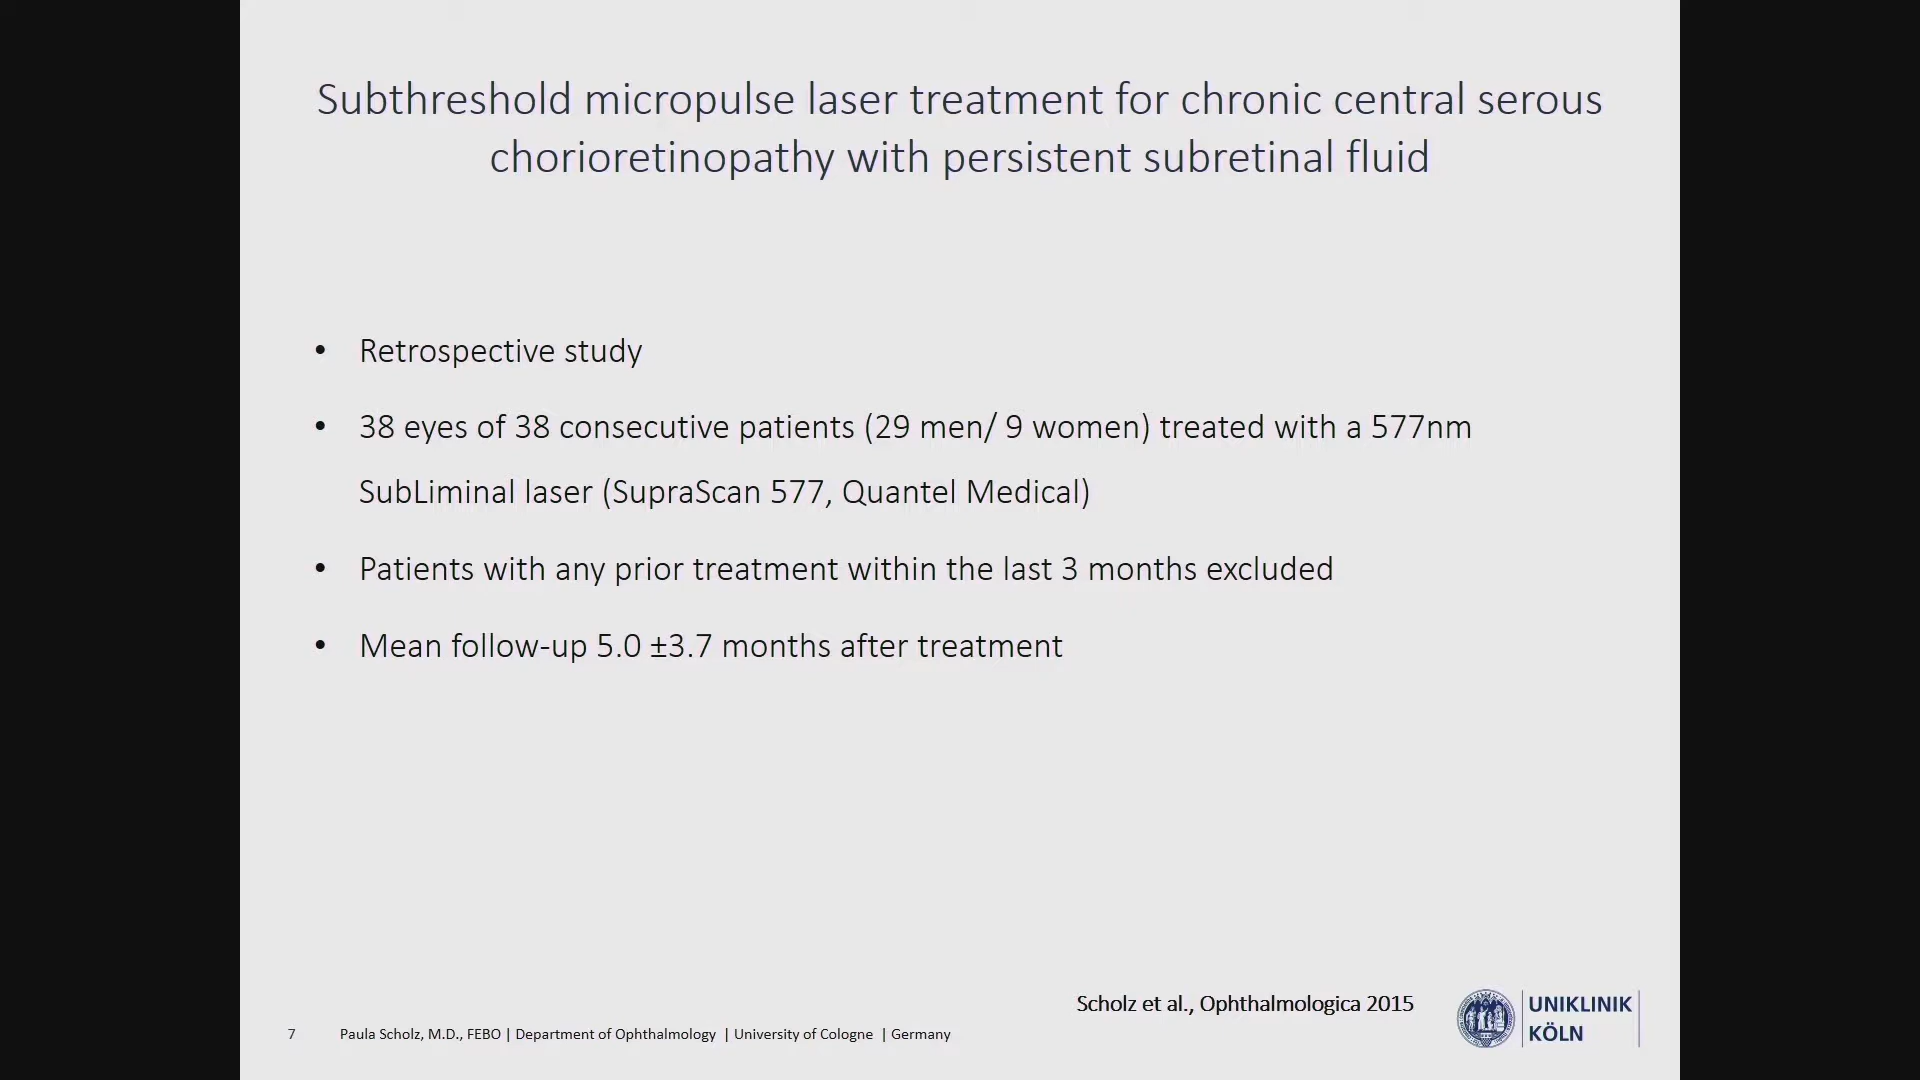 Subthreshold micropulse laser treatment for chronic central serous
chorioretinopathy with persistent subretinal fluid
• Retrospective study
• 38 eyes of 38 consecutive patients (29 men/ 9 women) treated with a 577nm
SubLiminal laser (SupraScan 577, Quantel Medical)
• Patients with any prior treatment within the last 3 months excluded
• Mean follow-up 5.0 ±3.7 months after treatment
Scholz et al., Ophthalmologica 2015
UNIKLINIK
KÖLN
7 Paula Scholz, M.D., FEBO | Department of Ophthalmology | University of Cologne | Germany